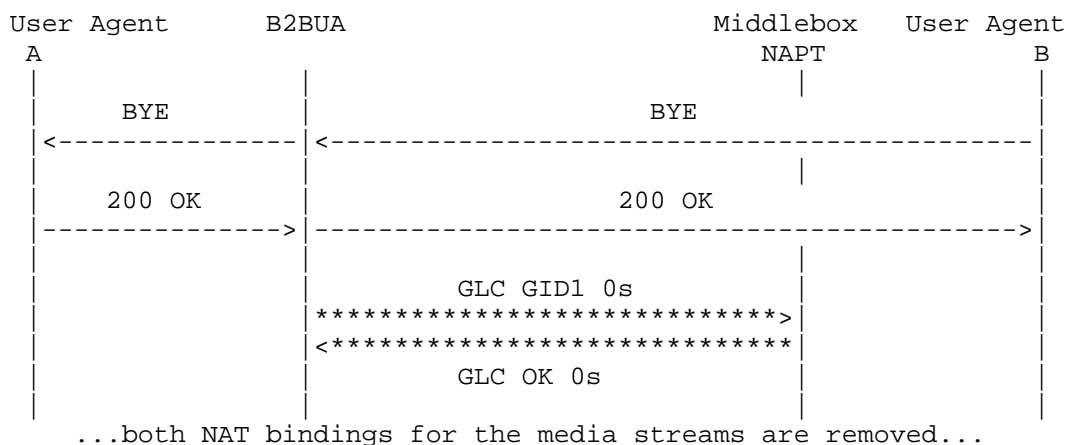 User Agent B2BUA Middlebox User Agent
A NAPT B
BYE BYE
200 OK 200 OK
GLC GID1 0s
GLC OK 0s
...both NAT bindings for the media streams are removed...